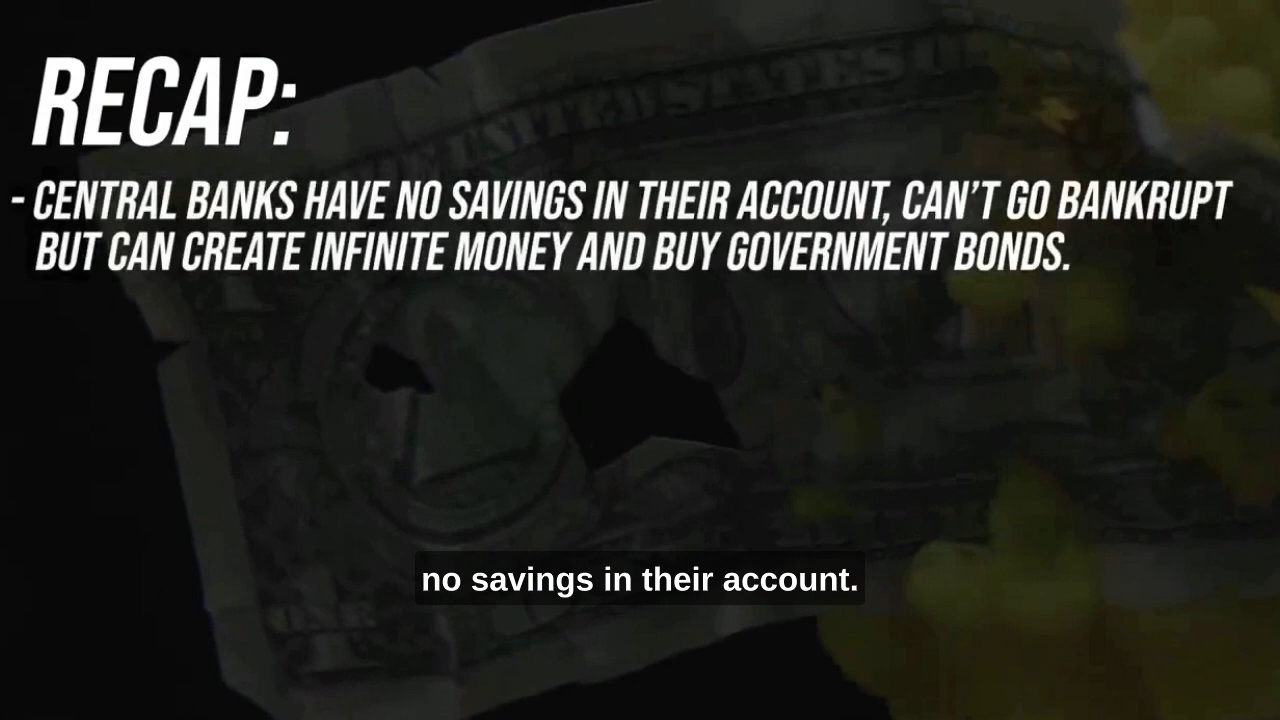 RECAP:
- CENTRAL BANKS HAVE NO SAVINGS IN THEIR ACCOUNT, CAN'T GO BANKRUPT
BUT CAN CREATE INFINITE MONEY AND BUY GOVERNMENT BONDS.
no savings in their account.